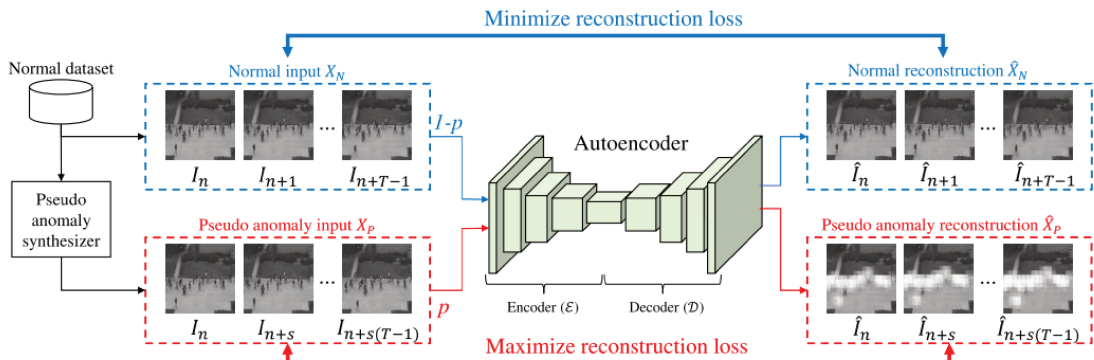 Minimize reconstruction loss
Normal dataset
Normal input X_N
Normal reconstruction X̂_N
1-p
Autoencoder
...
...
I_n
I_{n+1}
I_{n+T-1}
Î_n
Î_{n+1}
Î_{n+T-1}
Pseudo
anomaly
synthesizer
Pseudo anomaly input X_P
Pseudo anomaly reconstruction X̂_P
...
...
p
Encoder (ℰ)
Decoder (𝒟)
I_n
I_{n+s}
I_{n+s(T-1)}
Î_n
Î_{n+s}
Î_{n+s(T-1)}
Maximize reconstruction loss